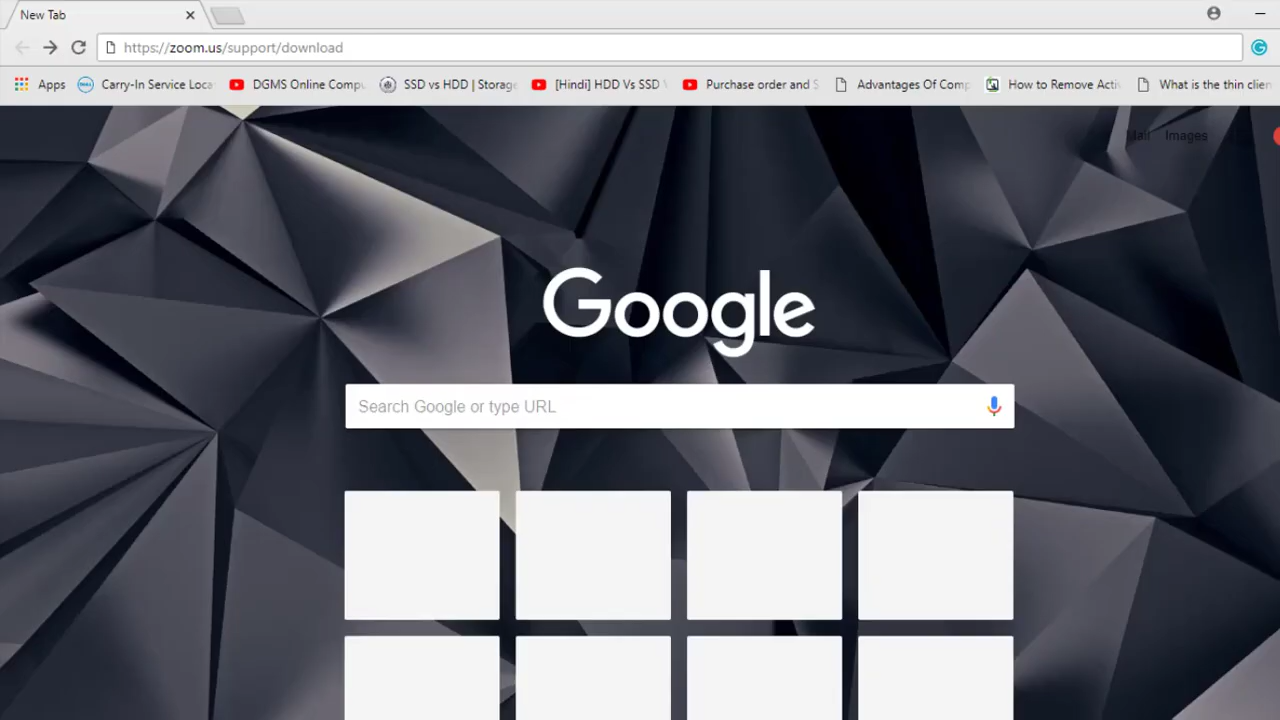 New Tab
https://zoom.us/support/download
Apps
Carry-In Service Loca
DGMS Online Compu
SSD vs HDD | Storage
[Hindi] HDD Vs SSD
Purchase order and S
Advantages Of Comp
How to Remove Activ
What is the thin clien
Mail Images
Google
Search Google or type URL